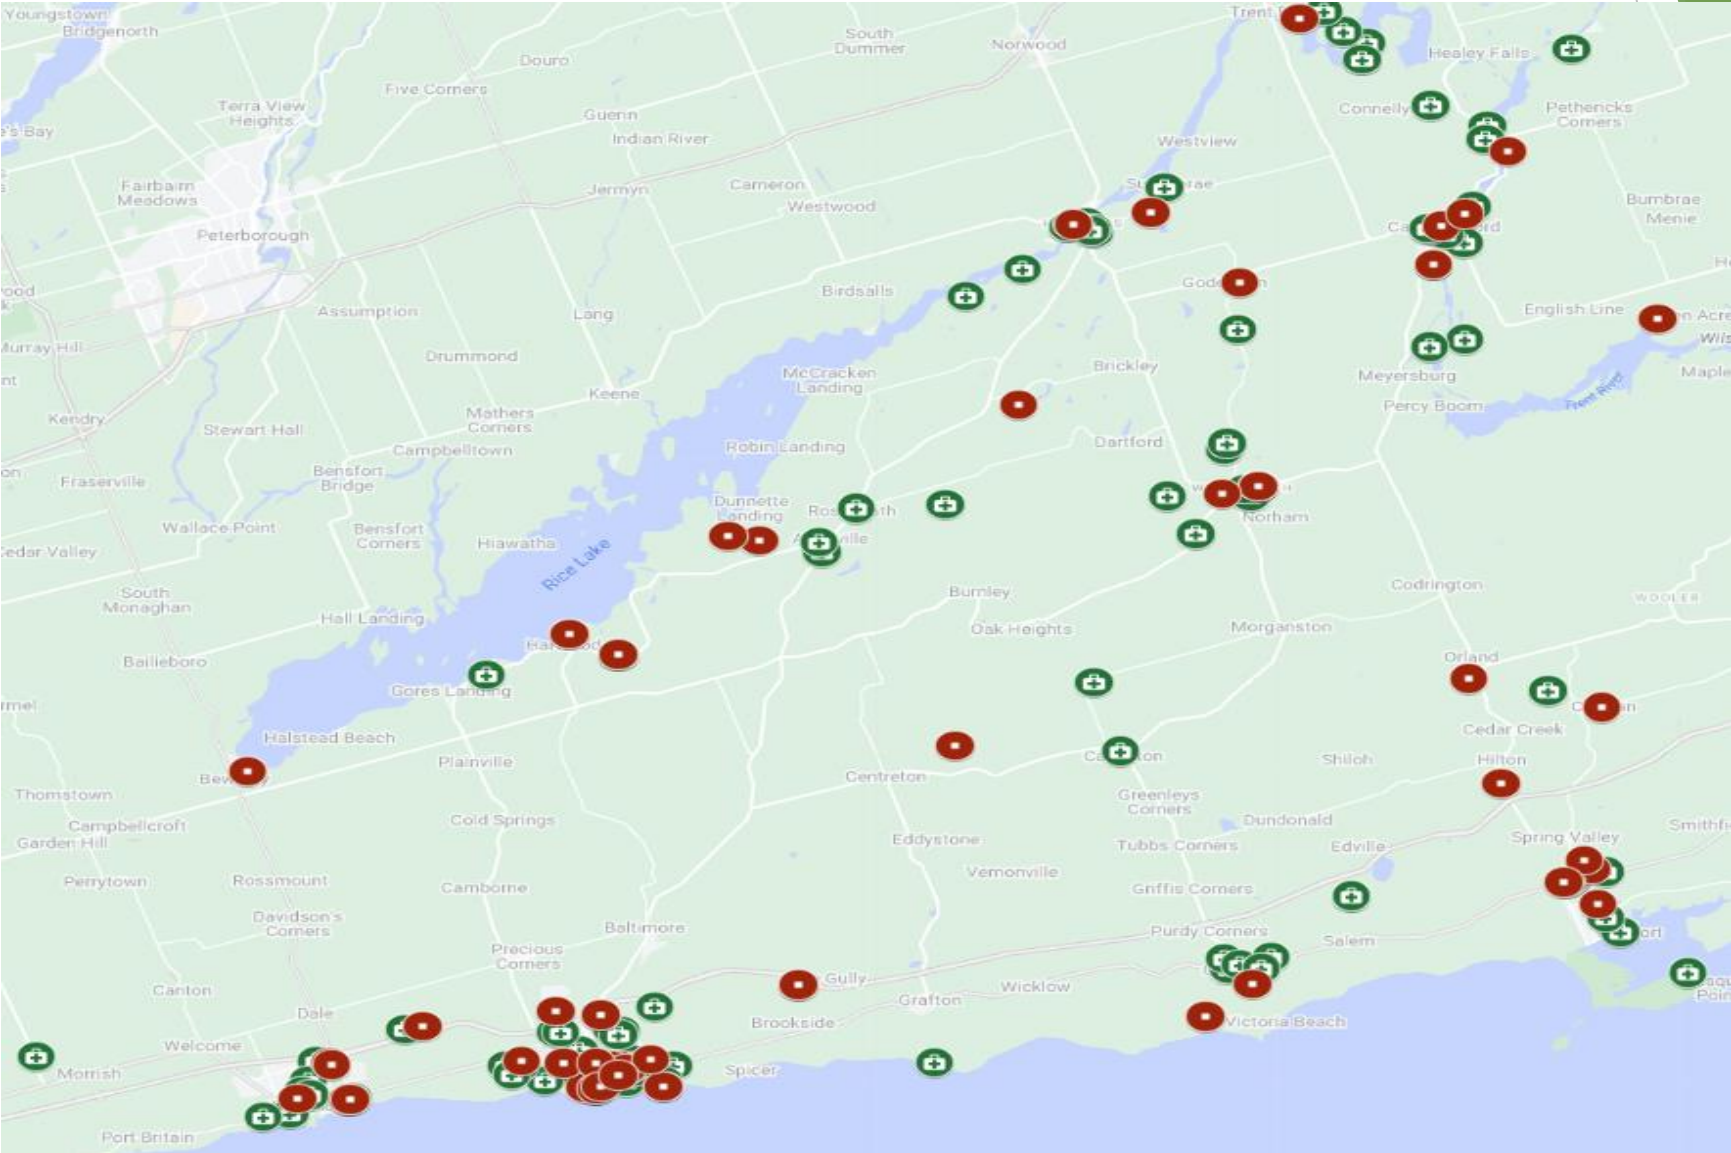 Youngstown
Bridgenorth
South
Dummer
Norwood
Douro
Healey Falls
Five Corners
Terra View
Heights
Guerin
Connelly
Pethericks
Corners
Indian River
Westview
Fairbairn
Meadows
Jermyn
Cameron
Westwood
Bumbrae
Menie
Peterborough
Birdsalls
Assumption
Lang
English Line
Murray Hill
Drummond
McCracken
Landing
Brickley
Meyersburg
Keene
Percy Boom
Trent River
Kendry
Mathers
Corners
Stewart Hall
Campbelltown
Robin Landing
Dartford
Bensfort
Bridge
Fraserville
Dunnette
Landing
Norham
Wallace Point
Bensfort
Corners
Hiawatha
Cedar Valley
Rice Lake
South
Monaghan
Burnley
Codrington
WOOLER
Hall Landing
Oak Heights
Morganston
Bailieboro
Orland
Gores Landing
Cedar Creek
Halstead Beach
Plainville
Centreton
Shiloh
Hilton
Thomstown
Greenleys
Corners
Campbellcroft
Garden Hill
Cold Springs
Eddystone
Dundonald
Tubbs Corners
Edville
Spring Valley
Perrytown
Rossmount
Camborne
Vernonville
Griffis Corners
Davidson's
Corners
Baltimore
Purdy Corners
Salem
Precious
Corners
Canton
Gully
Grafton
Wicklow
Dale
Brookside
Victoria Beach
Welcome
Morrish
Spicer
Port Britain